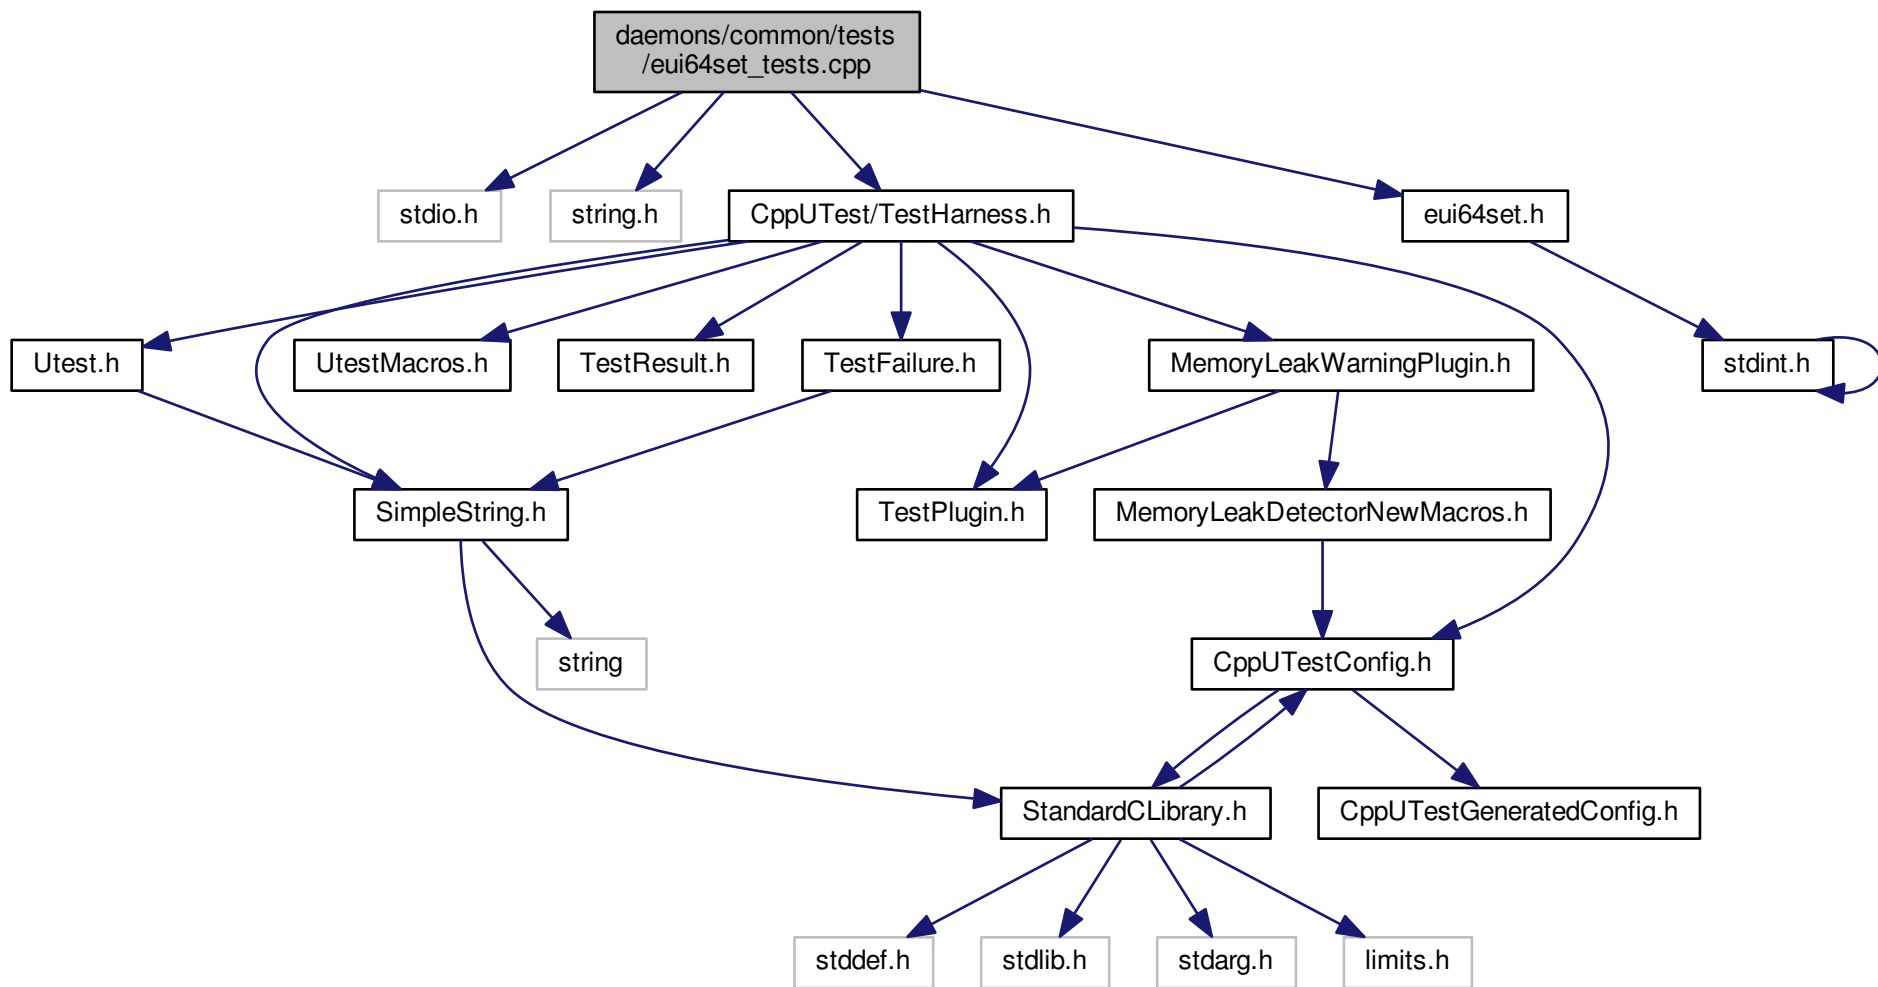 daemons/common/tests
/eui64set_tests.cpp
stdio.h
string.h
CppUTest/TestHarness.h
eui64set.h
Utest.h
UtestMacros.h
TestResult.h
TestFailure.h
MemoryLeakWarningPlugin.h
stdint.h
SimpleString.h
TestPlugin.h
MemoryLeakDetectorNewMacros.h
string
CppUTestConfig.h
StandardCLibrary.h
CppUTestGeneratedConfig.h
stddef.h
stdlib.h
stdarg.h
limits.h